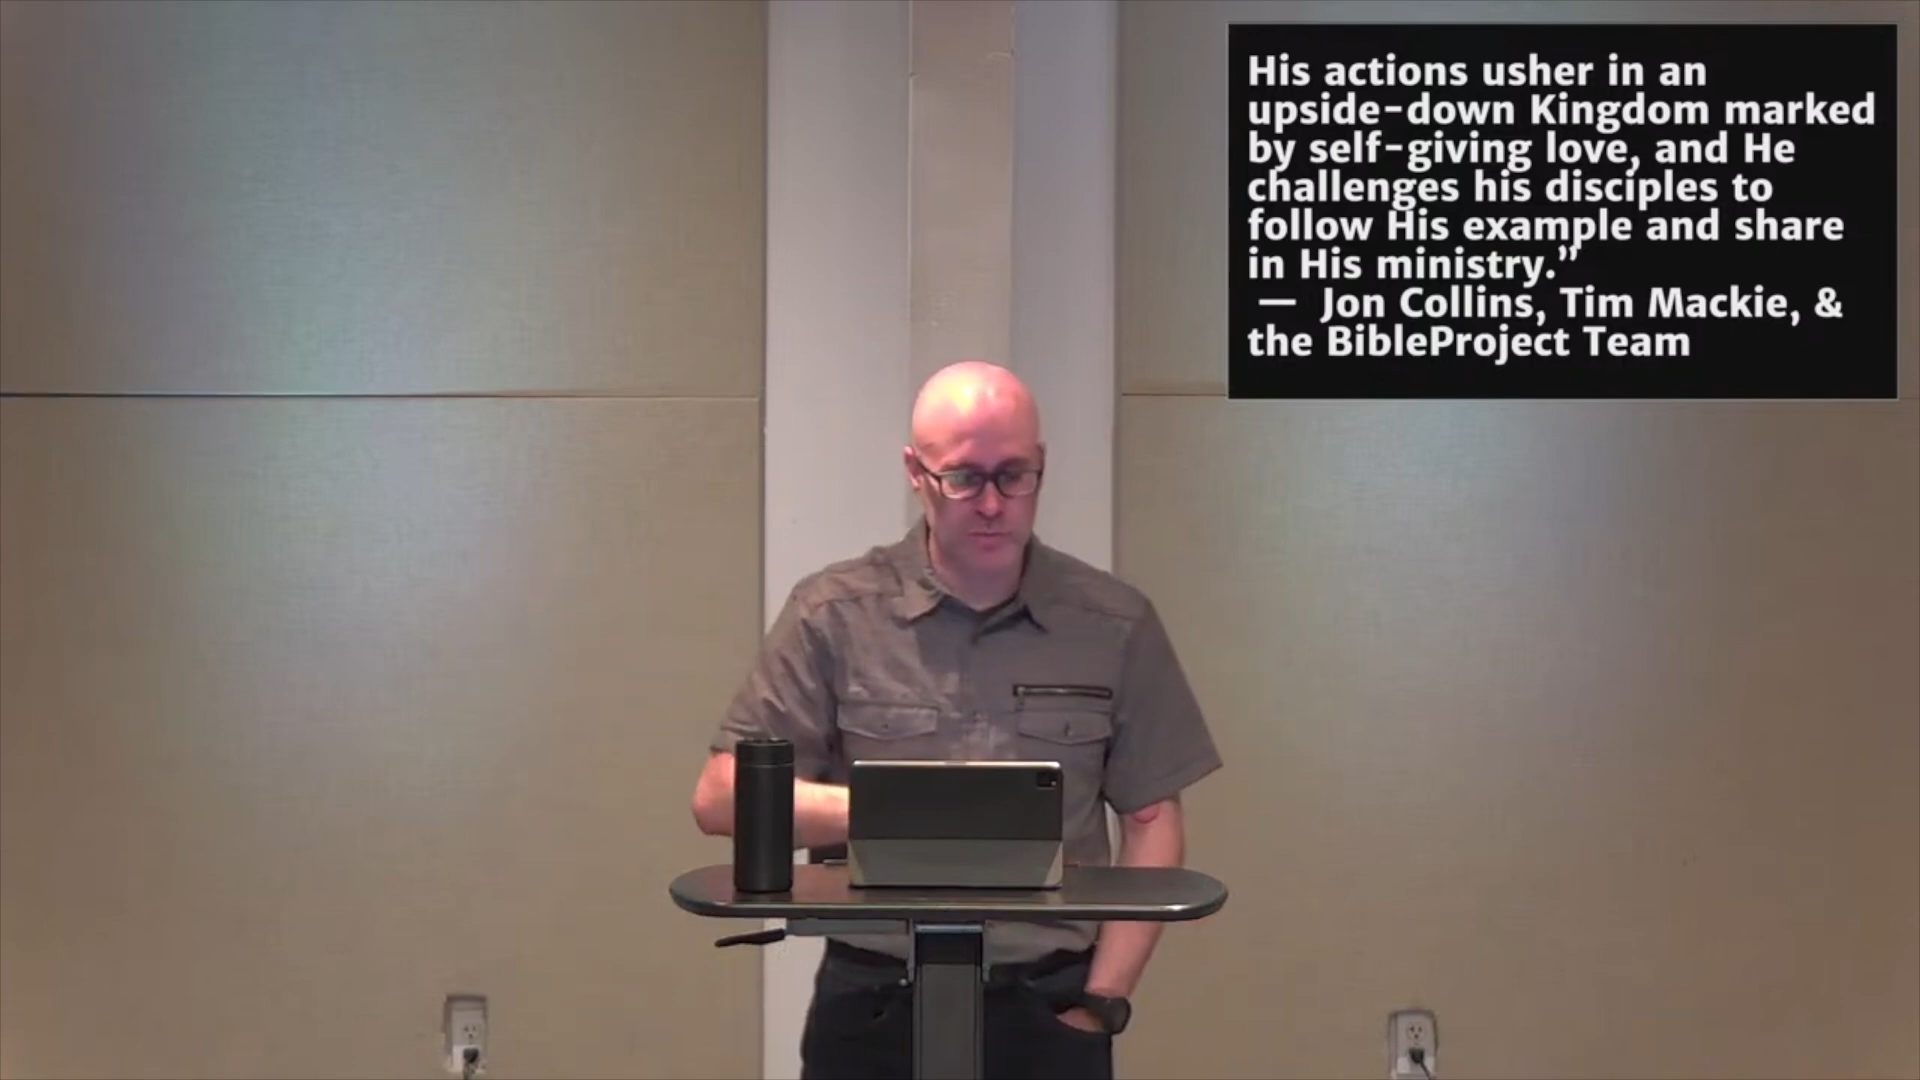 His actions usher in an
upside-down Kingdom marked
by self-giving love, and He
challenges his disciples to
follow His example and share
in His ministry.”
— Jon Collins, Tim Mackie, &
the BibleProject Team